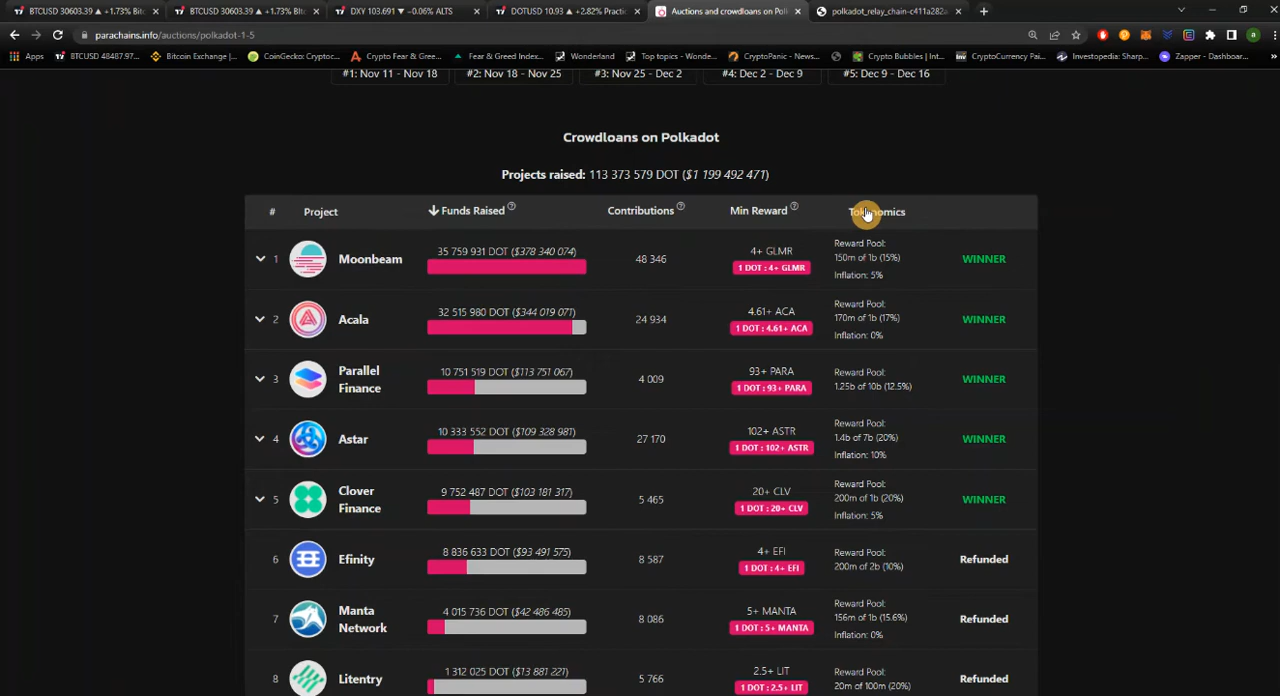 BTCUSD 30603.39 ▲ +1.73% BI
BTCUSD 30603.39 ▲ +1.73% BI
DXY 103.691 ▼ −0.06% ALTS
DOTUSD 10.93 ▲ +2.82% Practi
Auctions and crowdloans on Pol
polkadot_relay_chain-c411a282
parachains.info/auctions/polkadot-1-5
Apps
BTCUSD 48487.97...
Bitcoin Exchange |...
CoinGecko: Cryptoc...
Crypto Fear & Gree...
Fear & Greed Index...
Wonderland
Top topics - Wonde...
CryptoPanic - News...
Crypto Bubbles | Int...
CryptoCurrency Pai...
Investopedia: Sharp...
Zapper - Dashboar...
#1: Nov 11 - Nov 18
#2: Nov 18 - Nov 25
#3: Nov 25 - Dec 2
#4: Dec 2 - Dec 9
#5: Dec 9 - Dec 16
Crowdloans on Polkadot
Projects raised: 113 373 579 DOT ($1 199 492 471)
# Project Funds Raised Contributions Min Reward Tokenomics
1 Moonbeam
35 759 931 DOT ($378 340 074)
48 346
4+ GLMR
1 DOT : 4+ GLMR
Reward Pool:
150m of 1b (15%)
Inflation: 5%
WINNER
2 Acala
32 515 980 DOT ($344 019 071)
24 934
4.61+ ACA
1 DOT : 4.61+ ACA
Reward Pool:
170m of 1b (17%)
Inflation: 0%
WINNER
3 Parallel
Finance
10 751 519 DOT ($113 751 067)
4 009
93+ PARA
1 DOT : 93+ PARA
Reward Pool:
1.25b of 10b (12.5%)
WINNER
4 Astar
10 333 552 DOT ($109 328 981)
27 170
102+ ASTR
1 DOT : 102+ ASTR
Reward Pool:
1.4b of 7b (20%)
Inflation: 10%
WINNER
5 Clover
Finance
9 752 487 DOT ($103 181 317)
5 465
20+ CLV
1 DOT : 20+ CLV
Reward Pool:
200m of 1b (20%)
Inflation: 5%
WINNER
6 Efinity
8 836 633 DOT ($93 491 575)
8 587
4+ EFI
1 DOT : 4+ EFI
Reward Pool:
200m of 2b (10%)
Refunded
7 Manta
Network
4 015 736 DOT ($42 486 485)
8 086
5+ MANTA
1 DOT : 5+ MANTA
Reward Pool:
156m of 1b (15.6%)
Inflation: 0%
Refunded
8 Litentry
1 312 025 DOT ($13 881 227)
5 766
2.5+ LIT
1 DOT : 2.5+ LIT
Reward Pool:
20m of 100m (20%)
Refunded